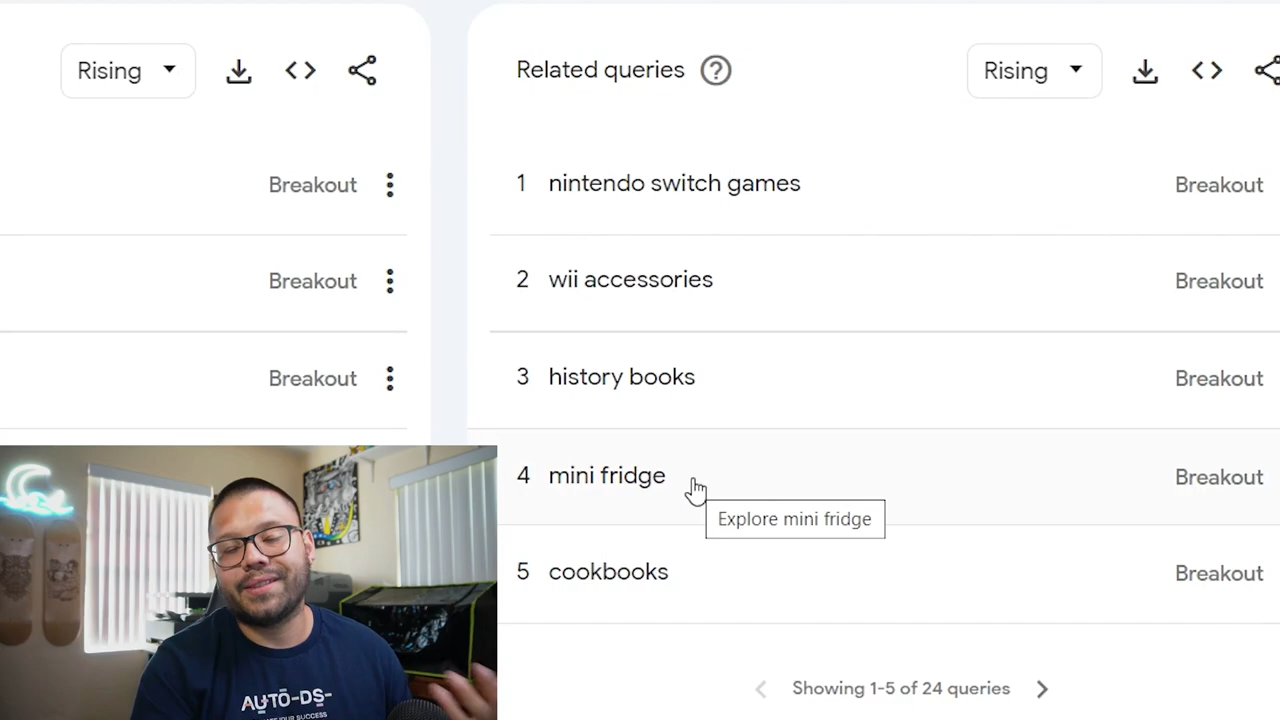 Rising
Related queries
Rising
Breakout
1 nintendo switch games Breakout
Breakout
2 wii accessories Breakout
Breakout
3 history books Breakout
4 mini fridge Breakout
Explore mini fridge
5 cookbooks Breakout
Showing 1-5 of 24 queries
AUTO-DS-
YOUR SUCCESS